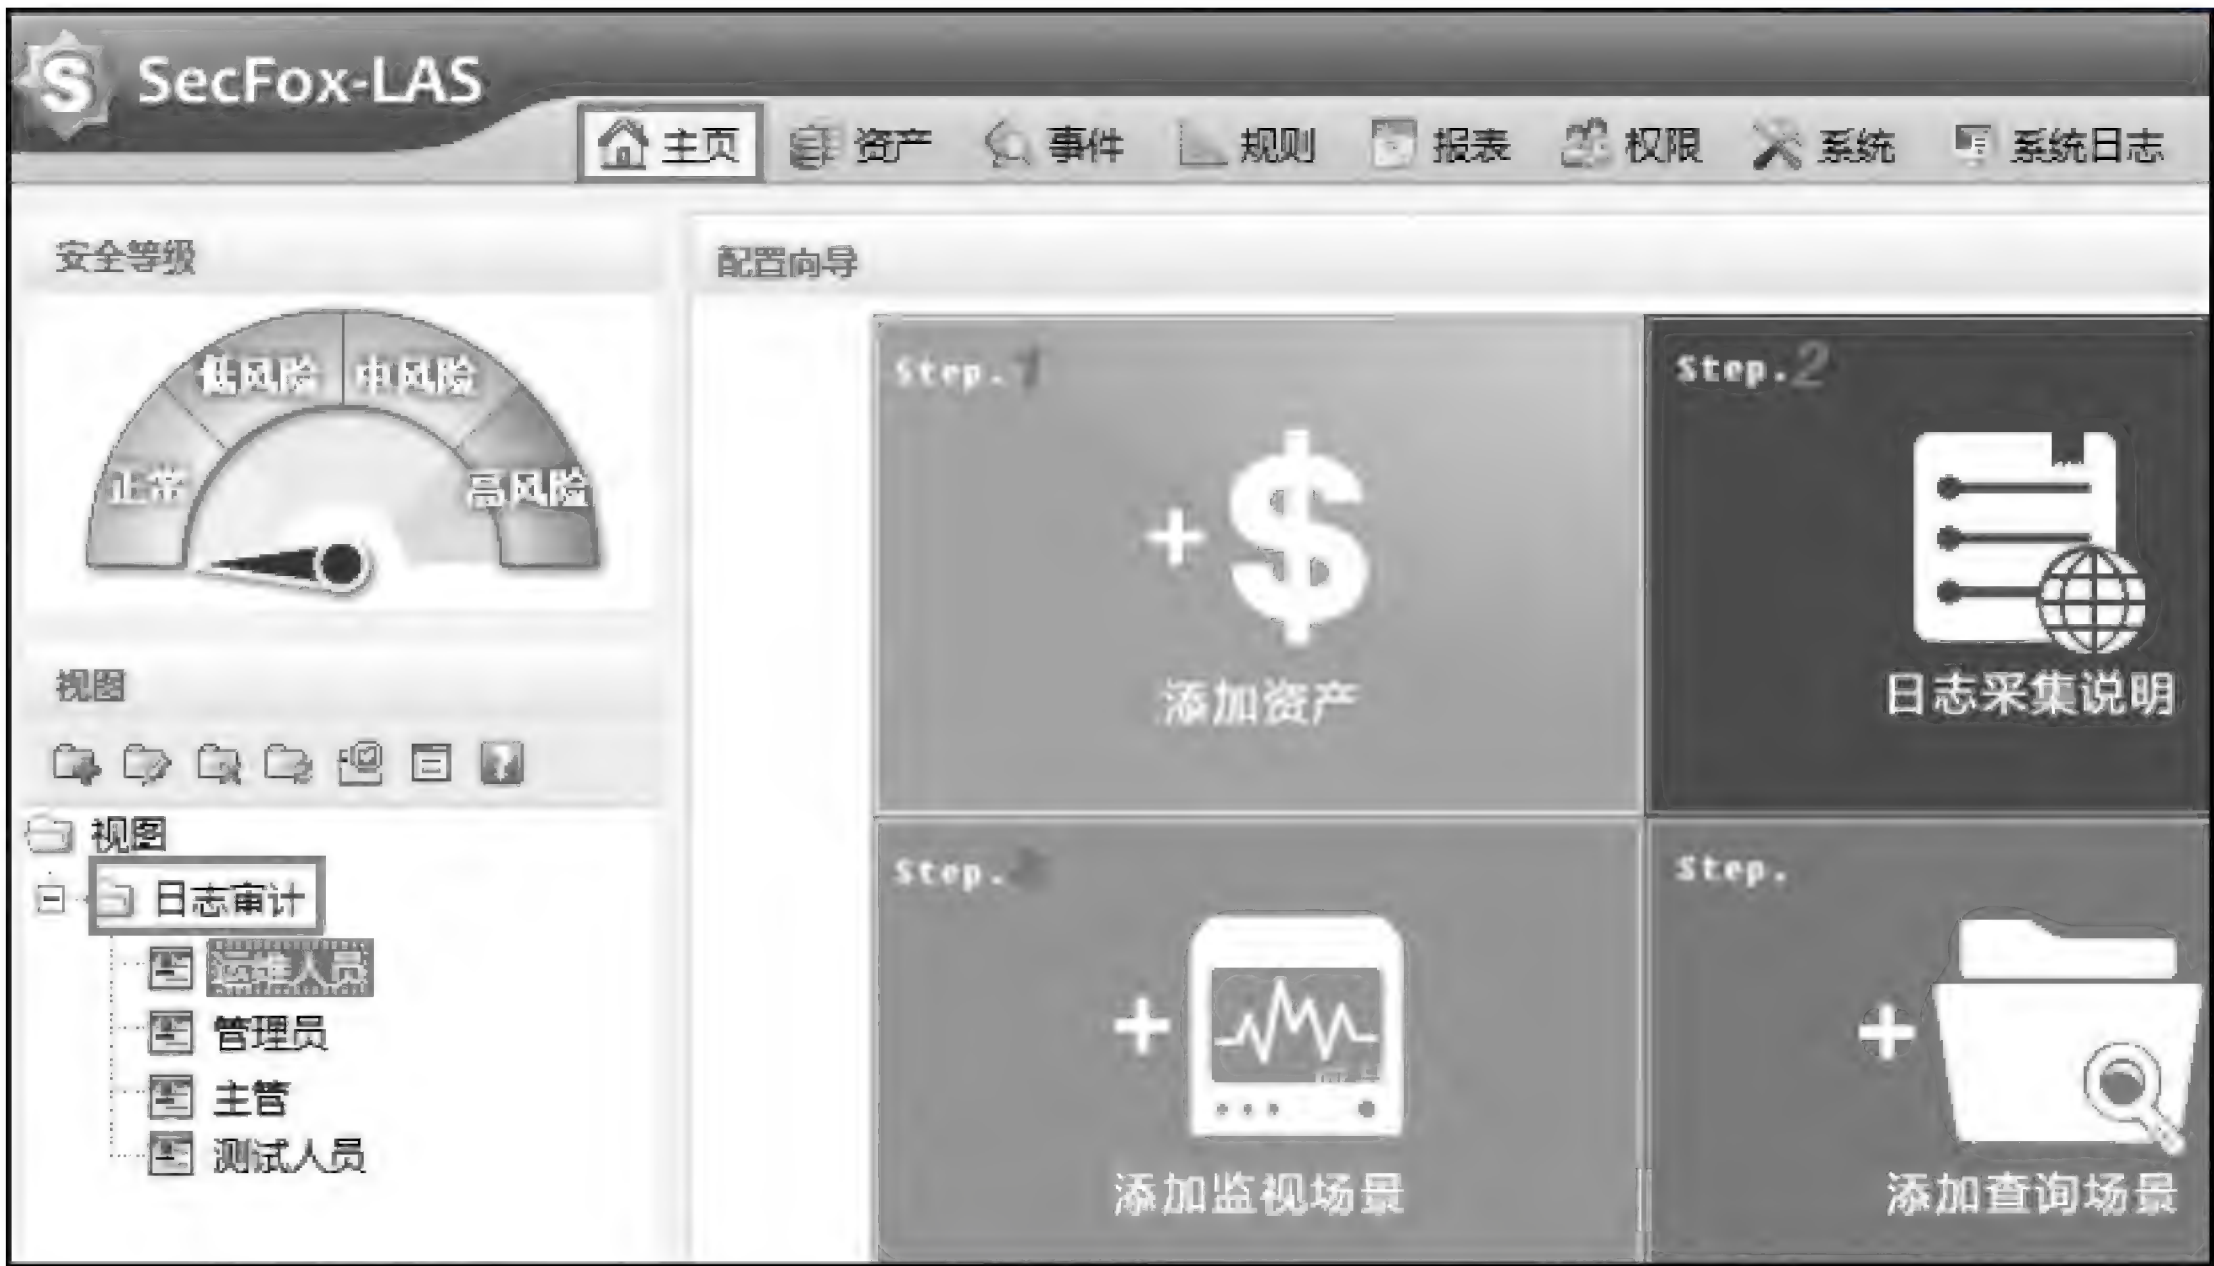 SecFox-LAS
主页 资产 事件 规则 报表 权限 系统 系统日志
安全等级
正常 低风险 中风险 高风险
视图
视图
日志审计
运维人员
管理员
主管
测试人员
配置向导
Step.1
添加资产
Step.2
日志采集说明
Step.
添加监视场景
Step.
添加查询场景